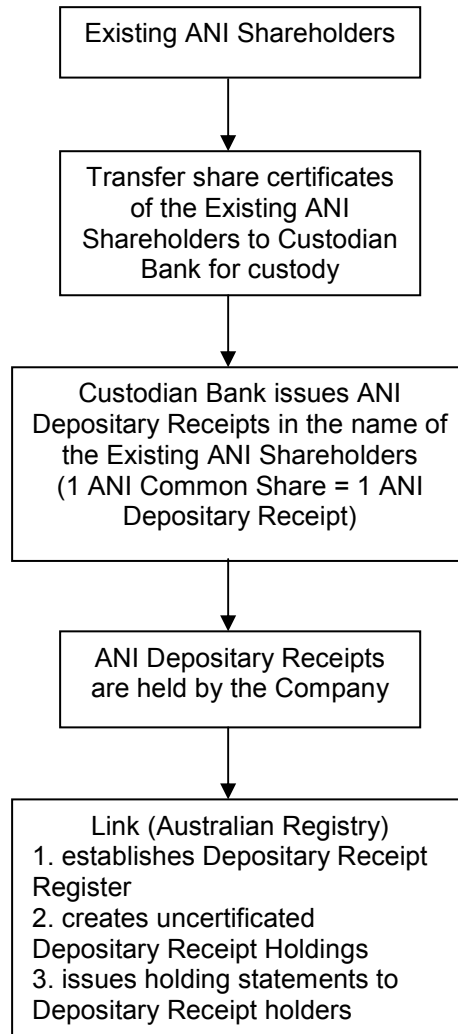 Existing ANI Shareholders
Transfer share certificates
of the Existing ANI
Shareholders to Custodian
Bank for custody
Custodian Bank issues ANI
Depositary Receipts in the name of
the Existing ANI Shareholders
(1 ANI Common Share = 1 ANI
Depositary Receipt)
ANI Depositary Receipts
are held by the Company
Link (Australian Registry)
1. establishes Depositary Receipt
Register
2. creates uncertificated
Depositary Receipt Holdings
3. issues holding statements to
Depositary Receipt holders